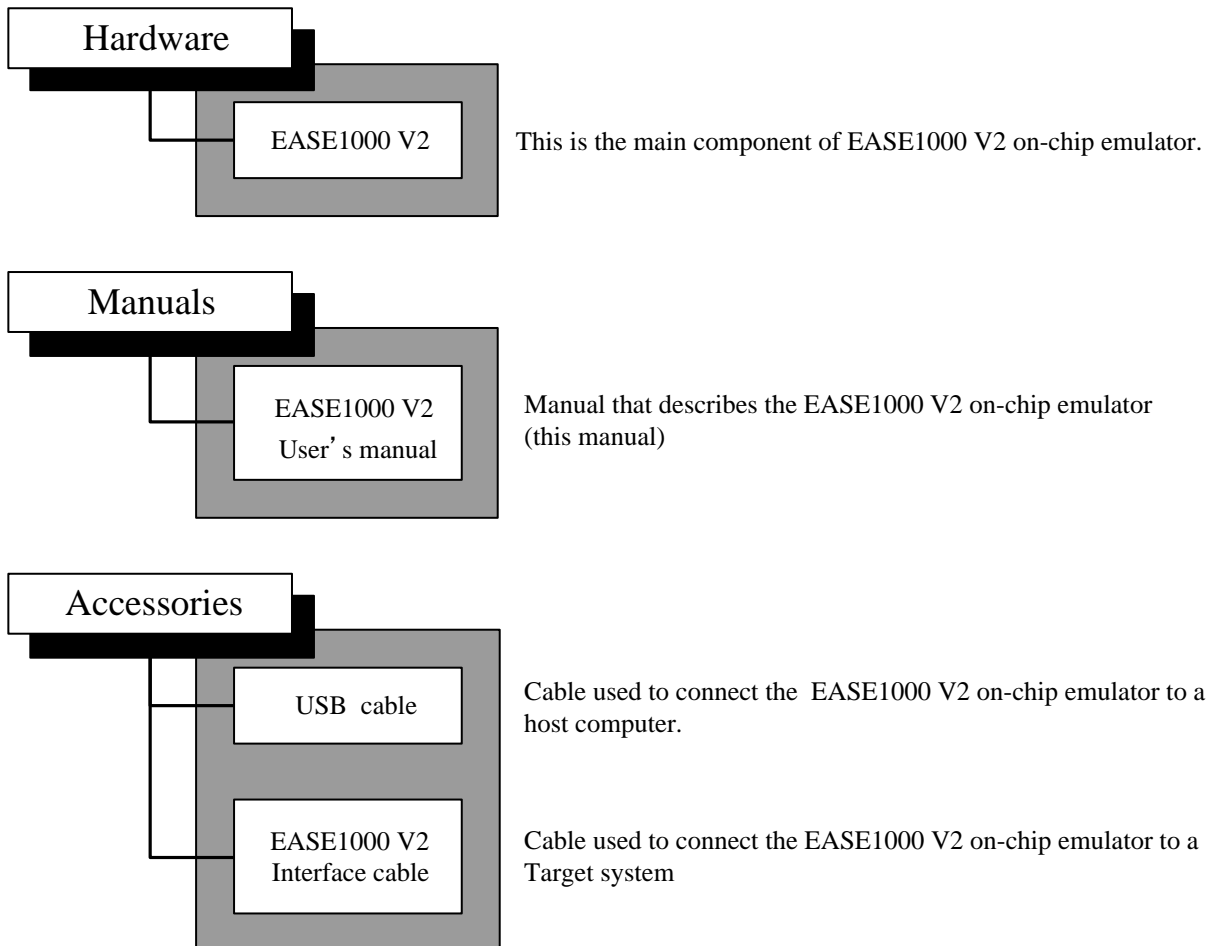 Hardware
EASE1000 V2
This is the main component of EASE1000 V2 on-chip emulator.
Manuals
EASE1000 V2
User’s manual
Manual that describes the EASE1000 V2 on-chip emulator
(this manual)
Accessories
USB cable
Cable used to connect the EASE1000 V2 on-chip emulator to a
host computer.
EASE1000 V2
Interface cable
Cable used to connect the EASE1000 V2 on-chip emulator to a
Target system